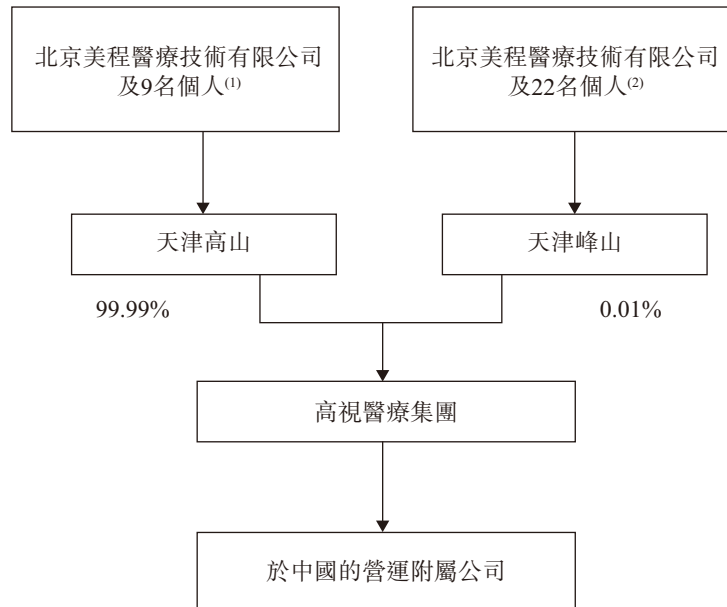 北京美程醫療技術有限公司
及9名個人(1)
北京美程醫療技術有限公司
及22名個人(2)
天津高山
天津峰山
99.99%
0.01%
高視醫療集團
於中國的營運附屬公司